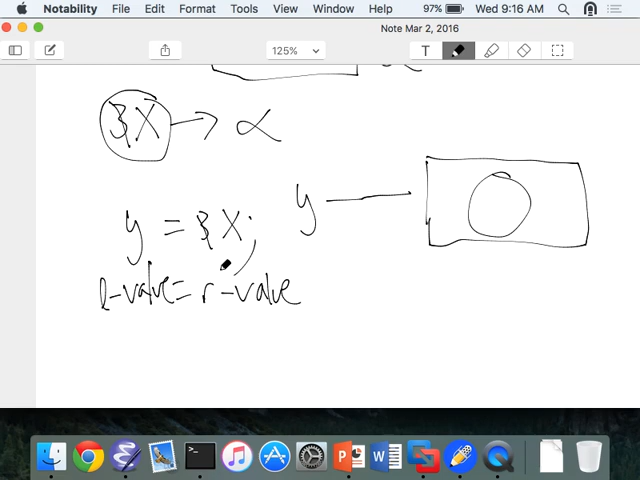 Notability File Edit Format Tools View Window Help 97% Wed 9:16 AM
Note Mar 2, 2016
125% T
&X → α
y = &X; y
l-value = r-value